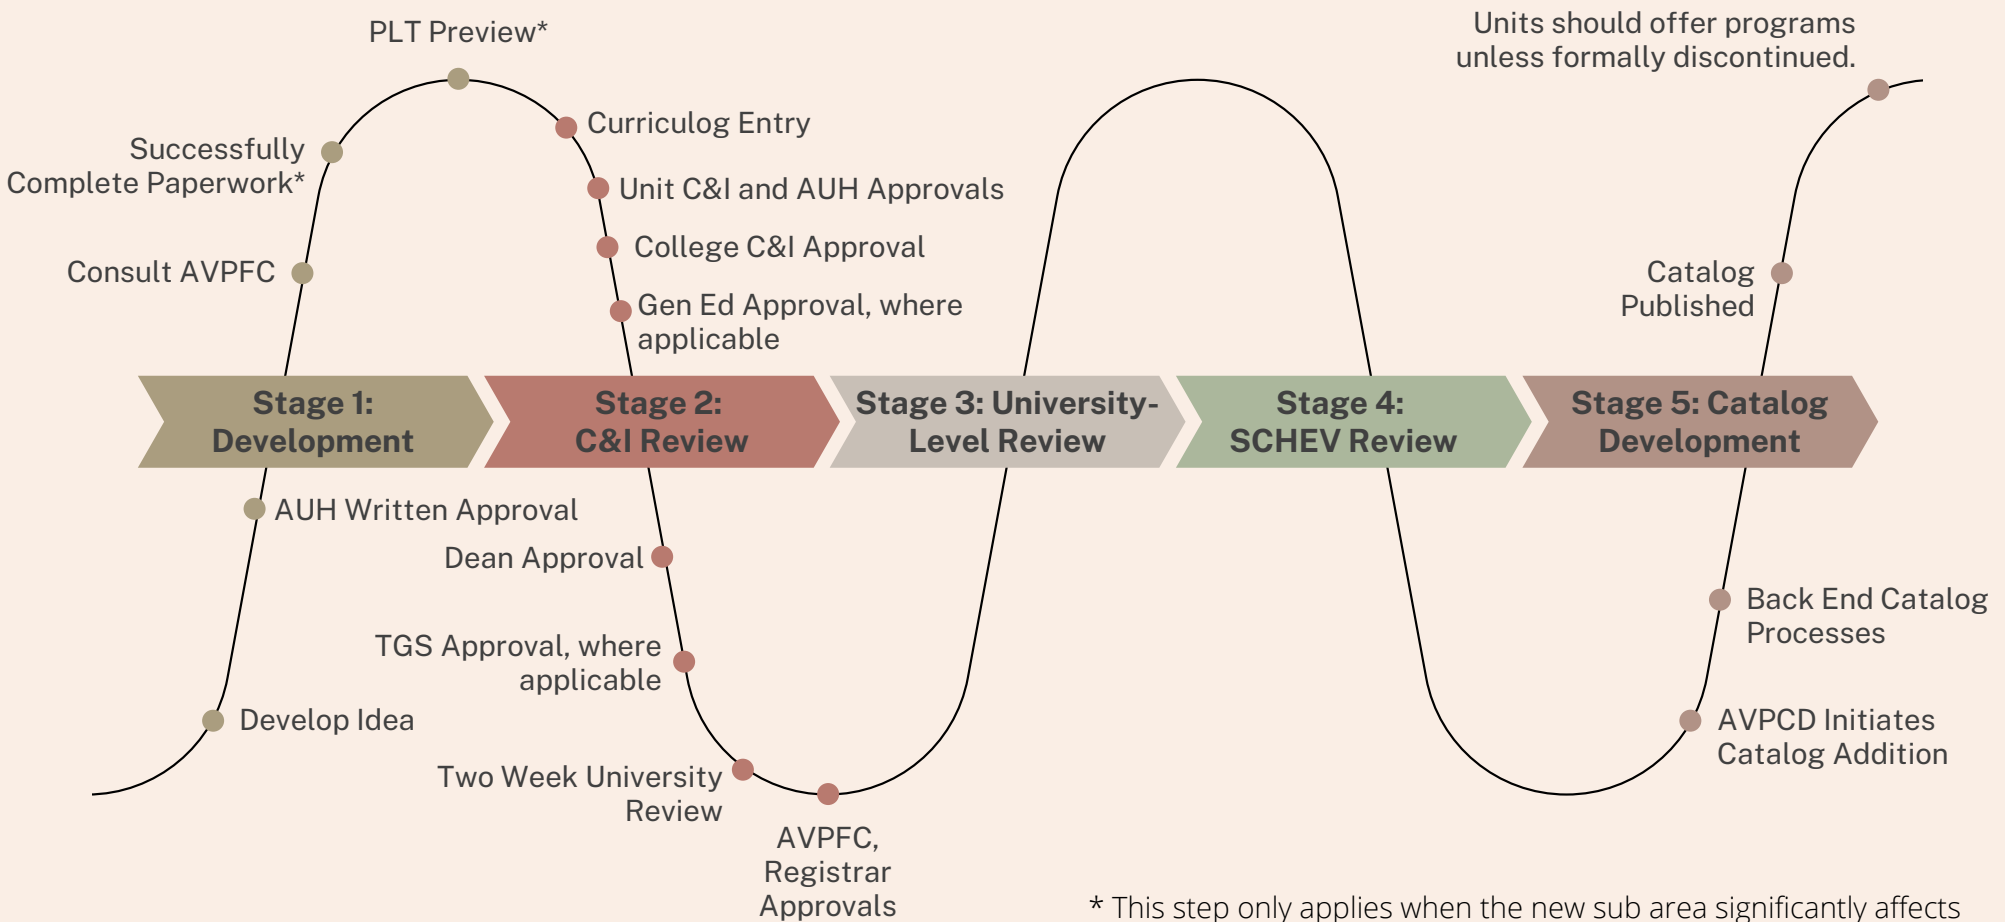 PLT Preview*
Units should offer programs
unless formally discontinued.
Curriculog Entry
Successfully
Complete Paperwork*
Unit C&I and AUH Approvals
College C&I Approval
Consult AVPFC
Catalog
Published
Gen Ed Approval, where
applicable
Stage 1:
Development
Stage 2:
C&I Review
Stage 3: University-
Level Review
Stage 4:
SCHEV Review
Stage 5: Catalog
Development
AUH Written Approval
Dean Approval
Back End Catalog
Processes
TGS Approval, where
applicable
Develop Idea
AVPCD Initiates
Catalog Addition
Two Week University
Review
AVPFC,
Registrar
Approvals
* This step only applies when the new sub area significantly affects